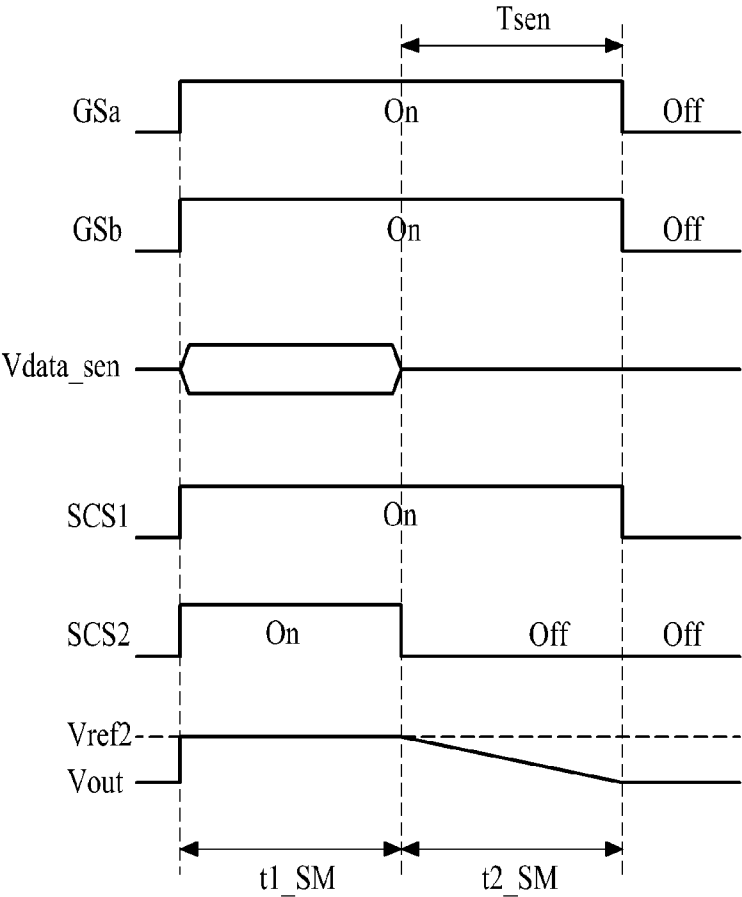 Tsen
GSa On Off
GSb On Off
Vdata_sen
SCS1 On
SCS2 On Off Off
Vref2
Vout
t1_SM t2_SM